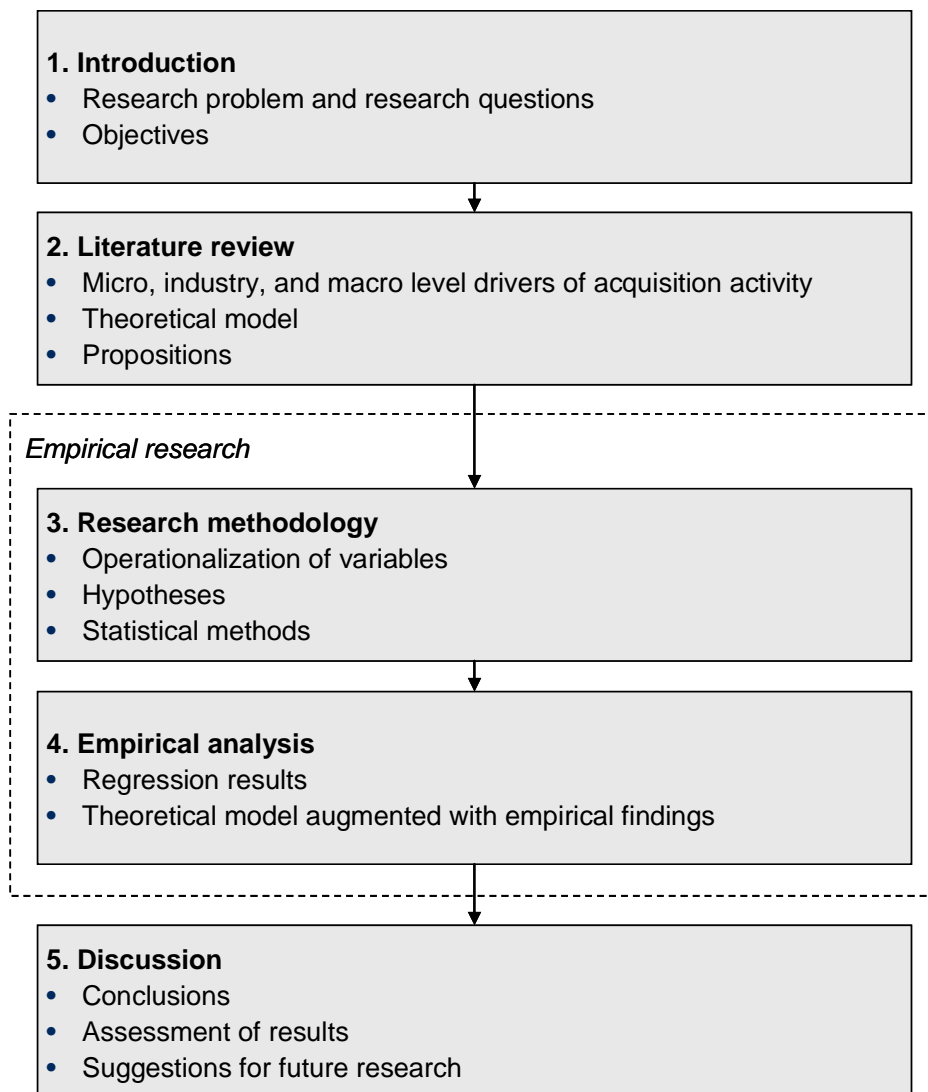 1. Introduction
• Research problem and research questions
• Objectives
2. Literature review
• Micro, industry, and macro level drivers of acquisition activity
• Theoretical model
• Propositions
Empirical research
3. Research methodology
• Operationalization of variables
• Hypotheses
• Statistical methods
4. Empirical analysis
• Regression results
• Theoretical model augmented with empirical findings
5. Discussion
• Conclusions
• Assessment of results
• Suggestions for future research